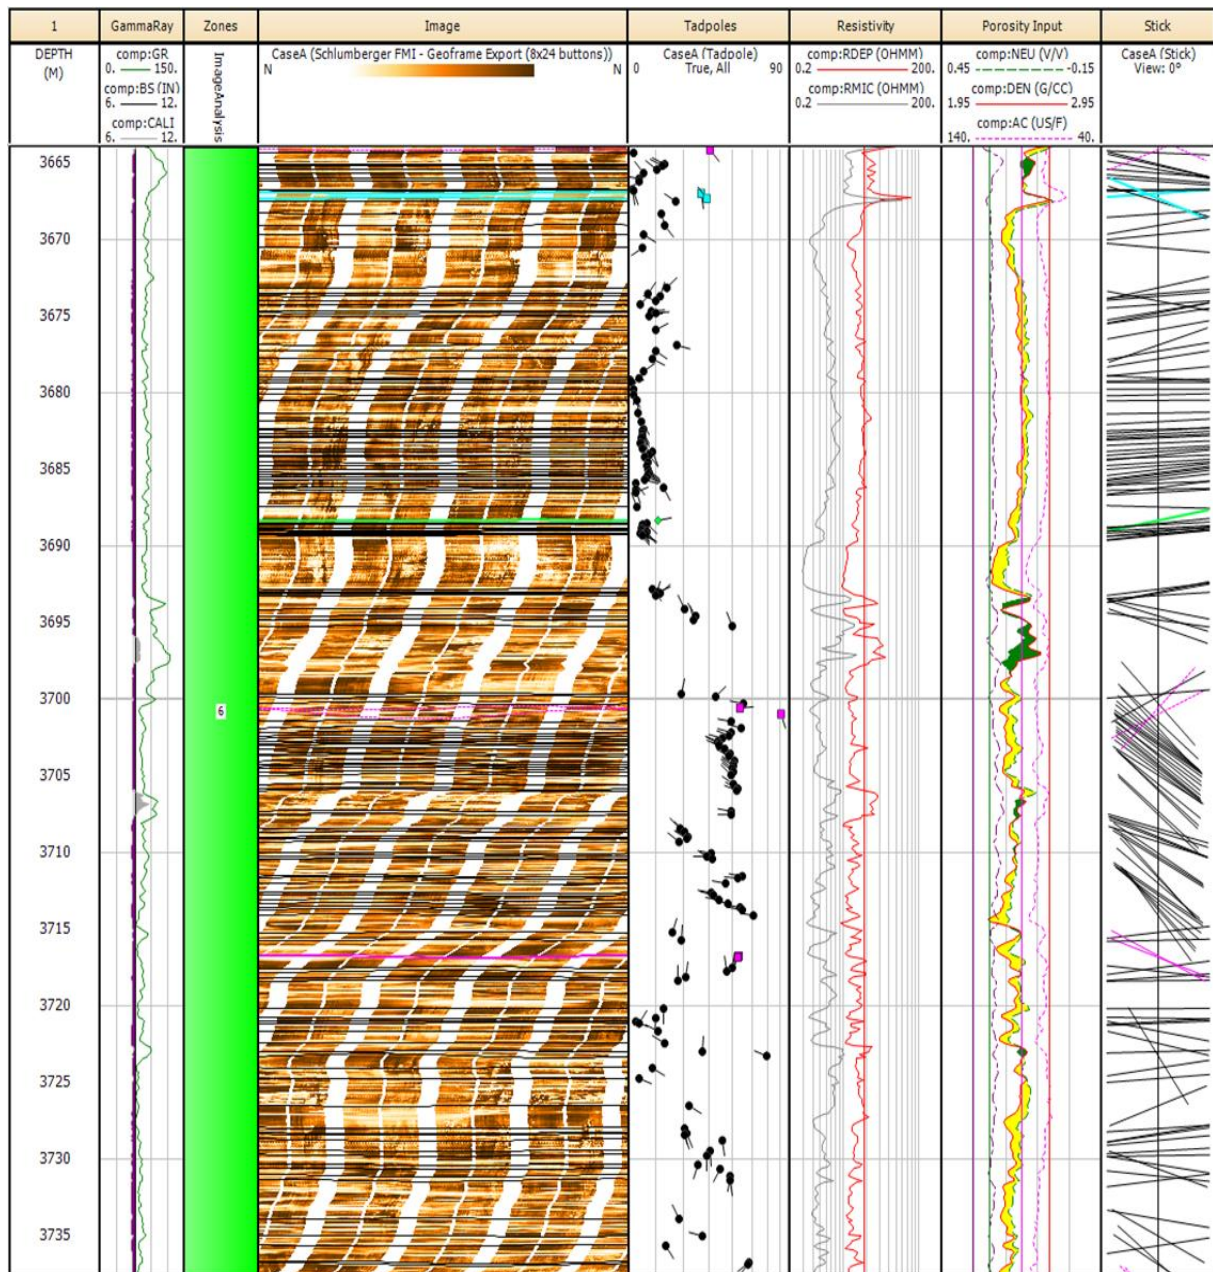 1 GammaRay Zones Image Tadpoles Resistivity Porosity Input Stick
DEPTH
(M)
comp:GR
0. 150.
comp:BS (IN)
6. 12.
comp:CALI
6. 12.
ImageAnalysis
CaseA (Schlumberger FMI - Geoframe Export (8x24 buttons))
N N
CaseA (Tadpole)
0 True, All 90
comp:RDEP (OHMM)
0.2 200.
comp:RMIC (OHMM)
0.2 200.
comp:NEU (V/V)
0.45 -0.15
comp:DEN (G/CC)
1.95 2.95
comp:AC (US/F)
140. 40.
CaseA (Stick)
View: 0°
3665
3670
3675
3680
3685
3690
3695
3700
6
3705
3710
3715
3720
3725
3730
3735